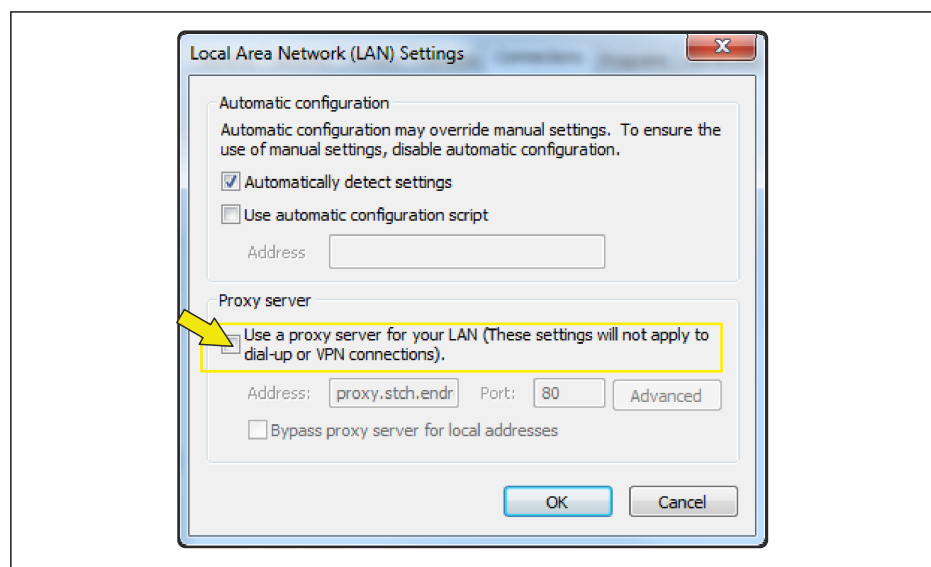 Local Area Network (LAN) Settings
Automatic configuration
Automatic configuration may override manual settings. To ensure the
use of manual settings, disable automatic configuration.
Automatically detect settings
Use automatic configuration script
Address
Proxy server
Use a proxy server for your LAN (These settings will not apply to
dial-up or VPN connections).
Address: proxy.stch.endr Port: 80 Advanced
Bypass proxy server for local addresses
OK Cancel